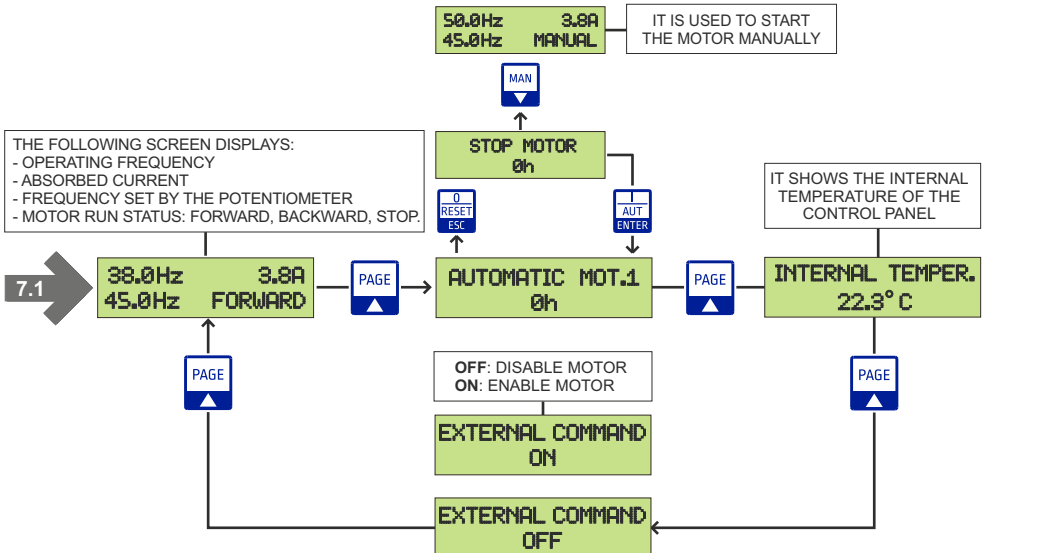 50.0Hz 3.8A
45.0Hz MANUAL
IT IS USED TO START
THE MOTOR MANUALLY
MAN
STOP MOTOR
0h
THE FOLLOWING SCREEN DISPLAYS:
- OPERATING FREQUENCY
- ABSORBED CURRENT
- FREQUENCY SET BY THE POTENTIOMETER
- MOTOR RUN STATUS: FORWARD, BACKWARD, STOP.
0
RESET
ESC
I
AUT
ENTER
IT SHOWS THE INTERNAL
TEMPERATURE OF THE
CONTROL PANEL
7.1
38.0Hz 3.8A
45.0Hz FORWARD
PAGE
AUTOMATIC MOT.1
0h
PAGE
INTERNAL TEMPER.
22.3°C
PAGE
OFF: DISABLE MOTOR
ON: ENABLE MOTOR
PAGE
EXTERNAL COMMAND
ON
EXTERNAL COMMAND
OFF